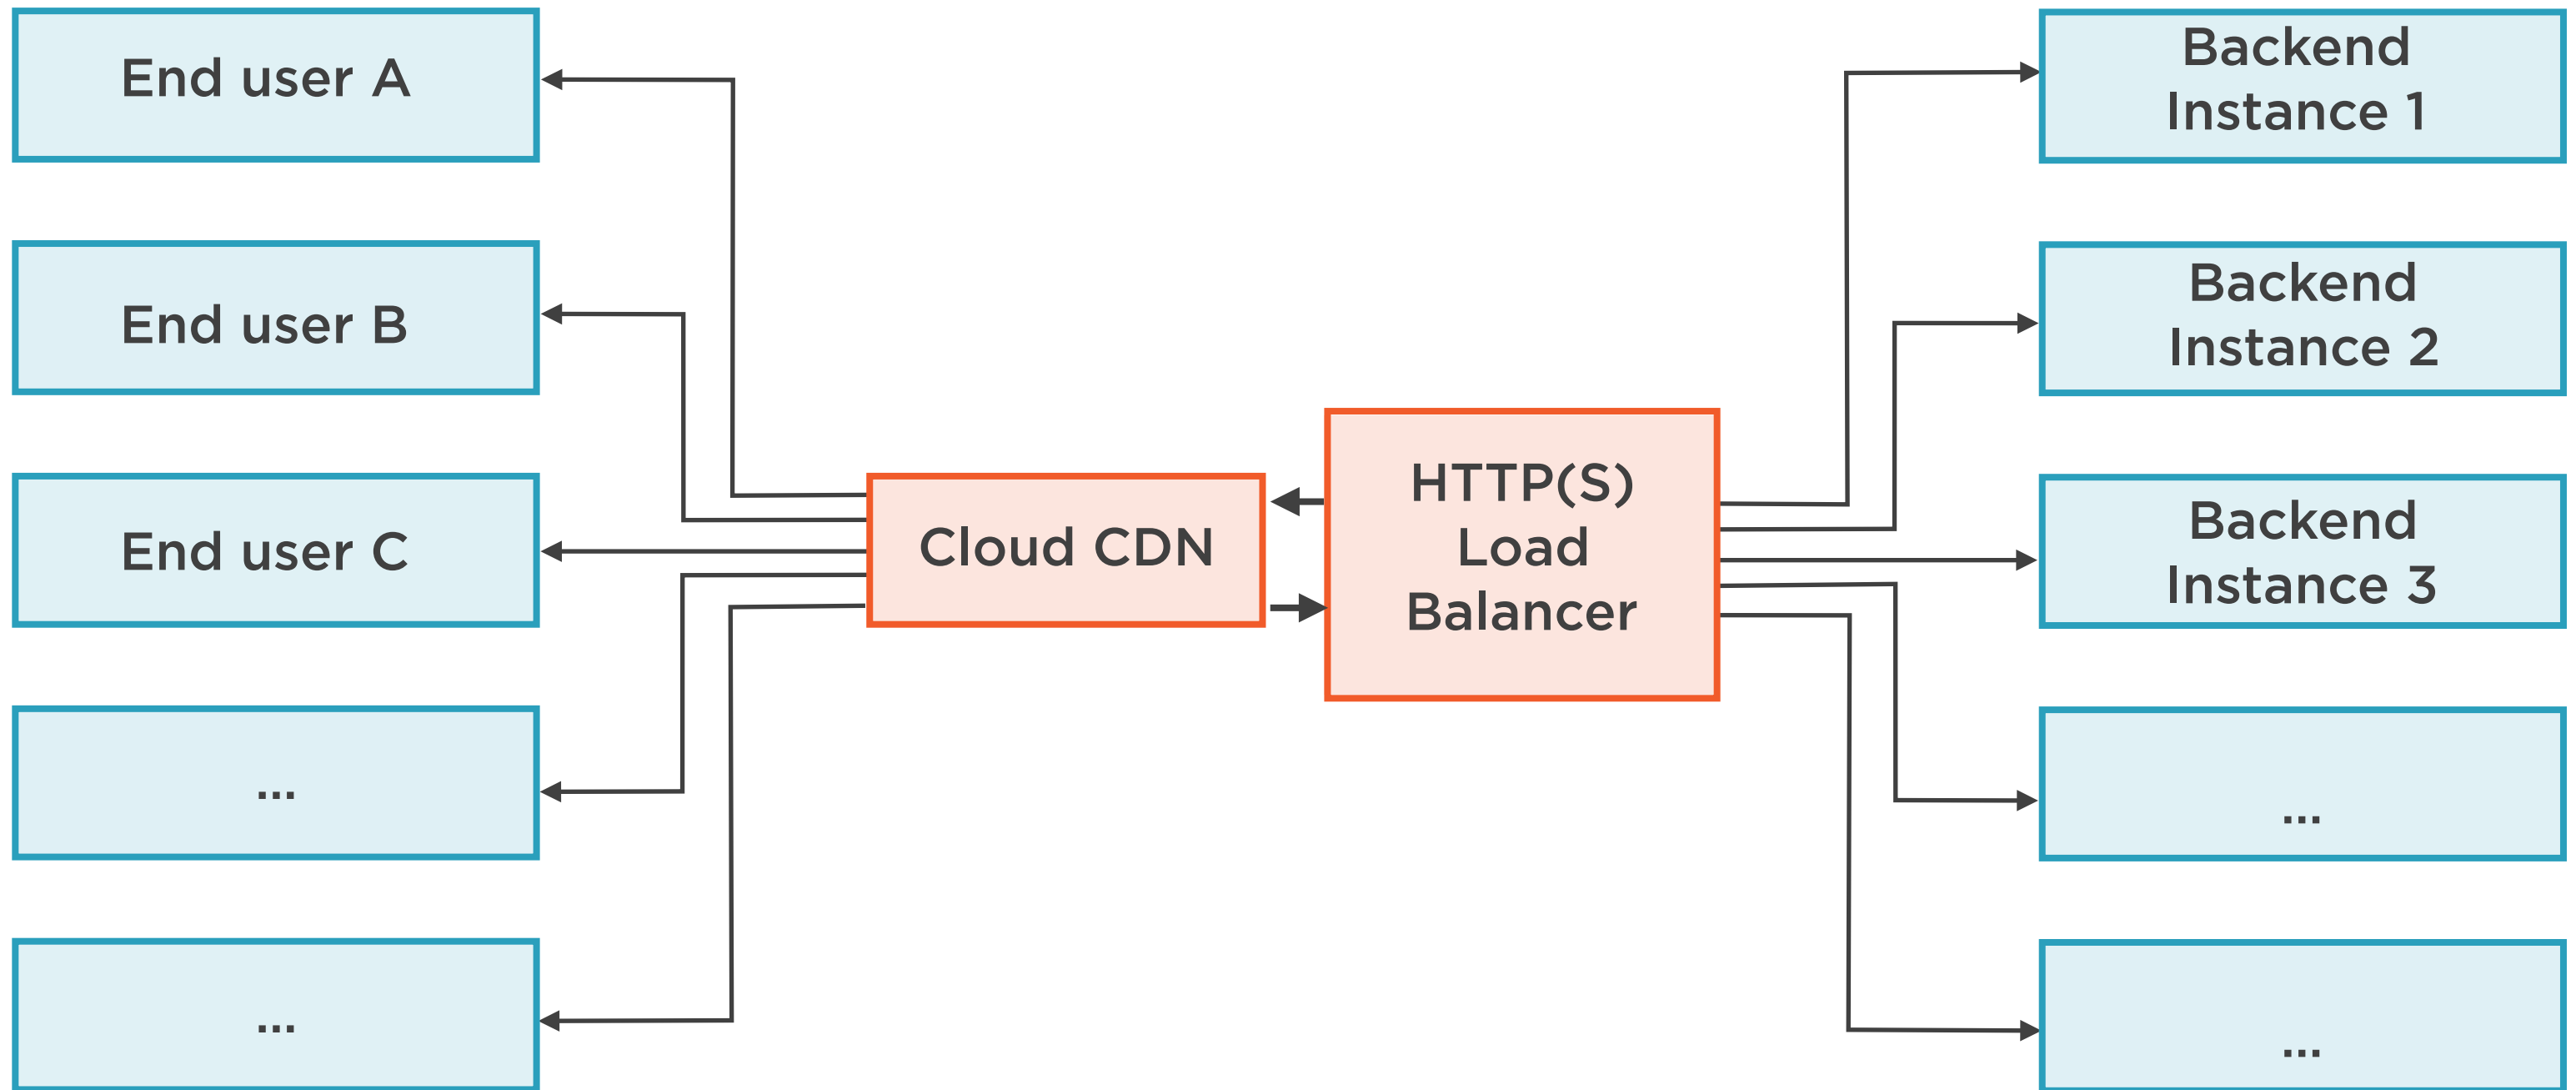 End user A
End user B
End user C
...
...
Cloud CDN
HTTP(S)
Load
Balancer
Backend
Instance 1
Backend
Instance 2
Backend
Instance 3
...
...